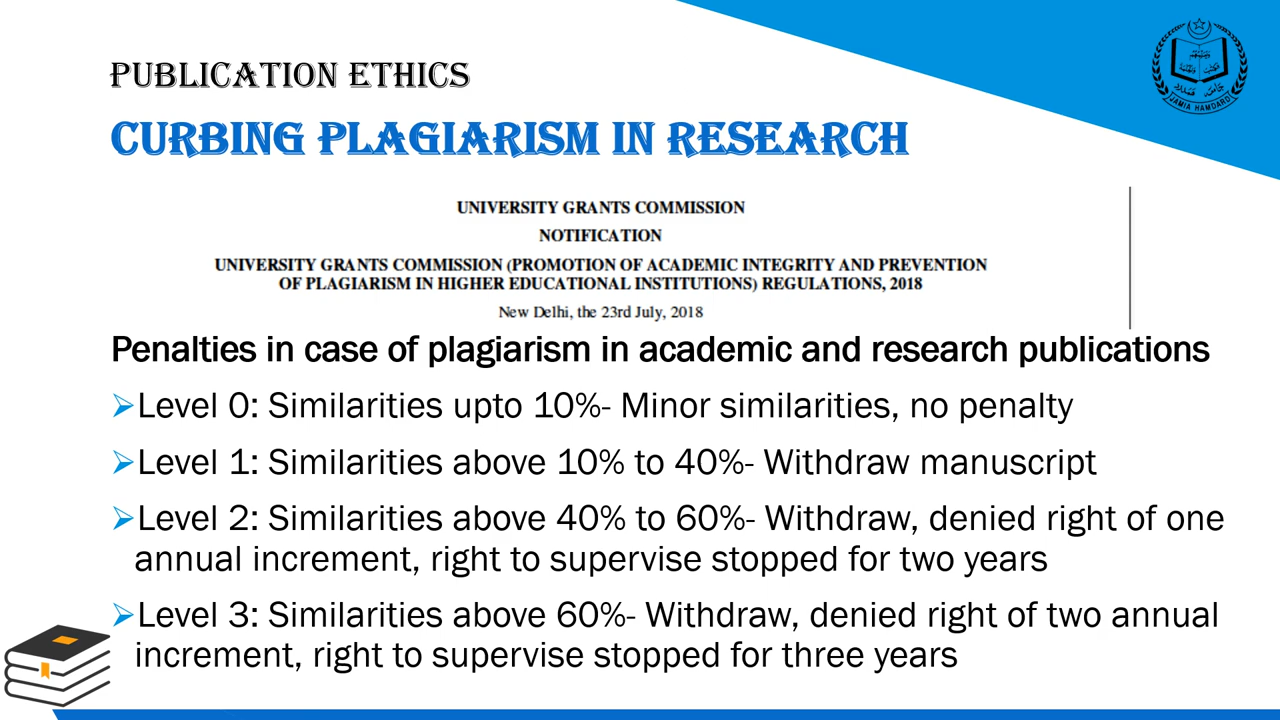 PUBLICATION ETHICS
CURBING PLAGIARISM IN RESEARCH
JAMIA HAMDARD
UNIVERSITY GRANTS COMMISSION
NOTIFICATION
UNIVERSITY GRANTS COMMISSION (PROMOTION OF ACADEMIC INTEGRITY AND PREVENTION
OF PLAGIARISM IN HIGHER EDUCATIONAL INSTITUTIONS) REGULATIONS, 2018
New Delhi, the 23rd July, 2018
Penalties in case of plagiarism in academic and research publications
➢Level 0: Similarities upto 10%- Minor similarities, no penalty
➢Level 1: Similarities above 10% to 40%- Withdraw manuscript
➢Level 2: Similarities above 40% to 60%- Withdraw, denied right of one
annual increment, right to supervise stopped for two years
➢Level 3: Similarities above 60%- Withdraw, denied right of two annual
increment, right to supervise stopped for three years